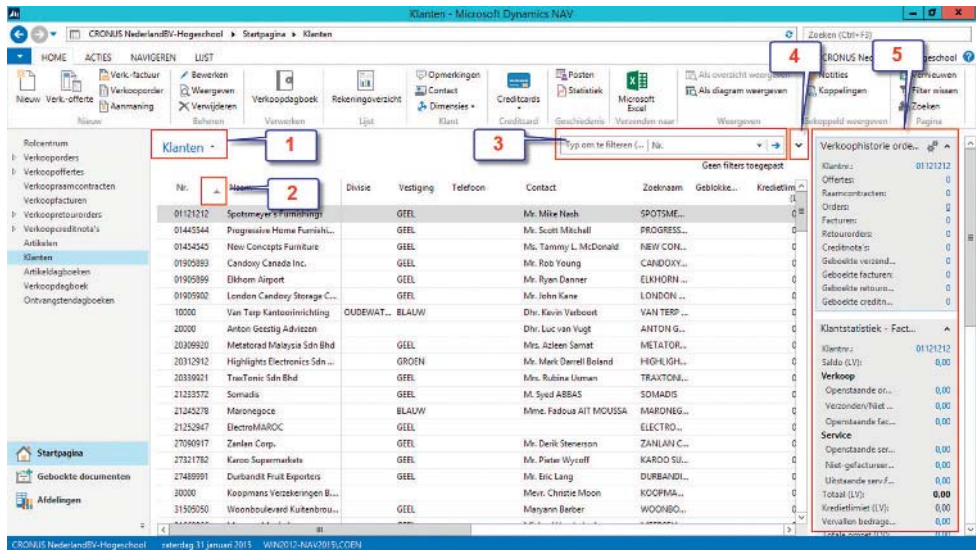 Klanten - Microsoft Dynamics NAV
CRONUS NederlandBV-Hogeschool ▸ Startpagina ▸ Klanten
Zoeken (Ctrl+F3)
HOME ACTIES NAVIGEREN LIJST
CRONUS Ne eschool
4
5
Nieuw
Verk.-offerte
Verk.-factuur
Verkooporder
Aanmaning
Nieuw
Bewerken
Weergeven
Verwijderen
Beheren
Verkoopdagboek
Verwerken
Rekeningoverzicht
Lijst
Opmerkingen
Contact
Dimensies
Klant
Creditcards
Creditcard
Posten
Statistiek
Geschiedenis
Microsoft Excel
Verzenden naar
Als overzicht weergeven
Als diagram weergeven
Weergeven
Notities
Koppelingen
Gekoppeld weergeven
Vernieuwen
Filter wissen
Zoeken
Pagina
Rolcentrum
Verkooporders
Verkoopoffertes
Verkoopraamcontracten
Verkoopfacturen
Verkoopretourorders
Verkoopcreditnota's
Artikelen
Klanten
Artikeldagboeken
Verkoopdagboek
Ontvangstendagboeken
Startpagina
Geboekte documenten
Afdelingen
Klanten
1
3
Typ om te filteren (... Nr.
Geen filters toegepast
2
Nr. Naam Divisie Vestiging Telefoon Contact Zoeknaam Geblokke... Kredietlim
01121212 Spotsmeyer's Furnishings GEEL Mr. Mike Nash SPOTSME...
01445544 Progressive Home Furnishi... GEEL Mr. Scott Mitchell PROGRESS...
01454545 New Concepts Furniture GEEL Ms. Tammy L. McDonald NEW CON...
01905893 Candoxy Canada Inc. GEEL Mr. Rob Young CANDOXY...
01905899 Elkhorn Airport GEEL Mr. Ryan Danner ELKHORN ...
01905902 London Candoxy Storage C... GEEL Mr. John Kane LONDON ...
10000 Van Terp Kantoorinrichting OUDEWAT... BLAUW Dhr. Kevin Verboort VAN TERP ...
20000 Anton Geestig Adviezen Dhr. Luc van Vugt ANTON G...
20309920 Metatorad Malaysia Sdn Bhd GEEL Mrs. Azleen Samat METATOR...
20312912 Highlights Electronics Sdn ... GROEN Mr. Mark Darrell Boland HIGHLIGH...
20339921 TraxTonic Sdn Bhd GEEL Mrs. Rubina Usman TRAXTONI...
21233572 Somadis GEEL M. Syed ABBAS SOMADIS
21245278 Maronegoce BLAUW Mme. Fadoua AIT MOUSSA MARONEG...
21252947 ElectroMAROC GEEL ELECTRO...
27090917 Zanlan Corp. GEEL Mr. Derik Stenerson ZANLAN C...
27321782 Karoo Supermarkets GEEL Mr. Pieter Wycoff KAROO SU...
27489991 Durbandit Fruit Exporters GEEL Mr. Eric Lang DURBANDI...
30000 Koopmans Verzekeringen B... Mevr. Christie Moon KOOPMA...
31505050 Woonboulevard Kuitenbrou... GEEL Maryann Barber WOONBO...
Verkoophistorie orde...
Klantnr.: 01121212
Offertes: 0
Raamcontracten: 0
Orders: 0
Facturen: 0
Retourorders: 0
Creditnota's: 0
Geboekte verzend... 0
Geboekte facturen: 0
Geboekte retouro... 0
Geboekte creditn... 0
Klantstatistiek - Fact...
Klantnr.: 01121212
Saldo (LV): 0,00
Verkoop
Openstaande or... 0,00
Verzonden/Niet ... 0,00
Openstaande fac... 0,00
Service
Openstaande ser... 0,00
Niet-gefactureer... 0,00
Uitstaande serv.f... 0,00
Totaal (LV): 0,00
Kredietlimiet (LV): 0,00
Vervallen bedrage... 0,00
CRONUS NederlandBV-Hogeschool zaterdag 31 januari 2015 WIN2012-NAV2015\COEN